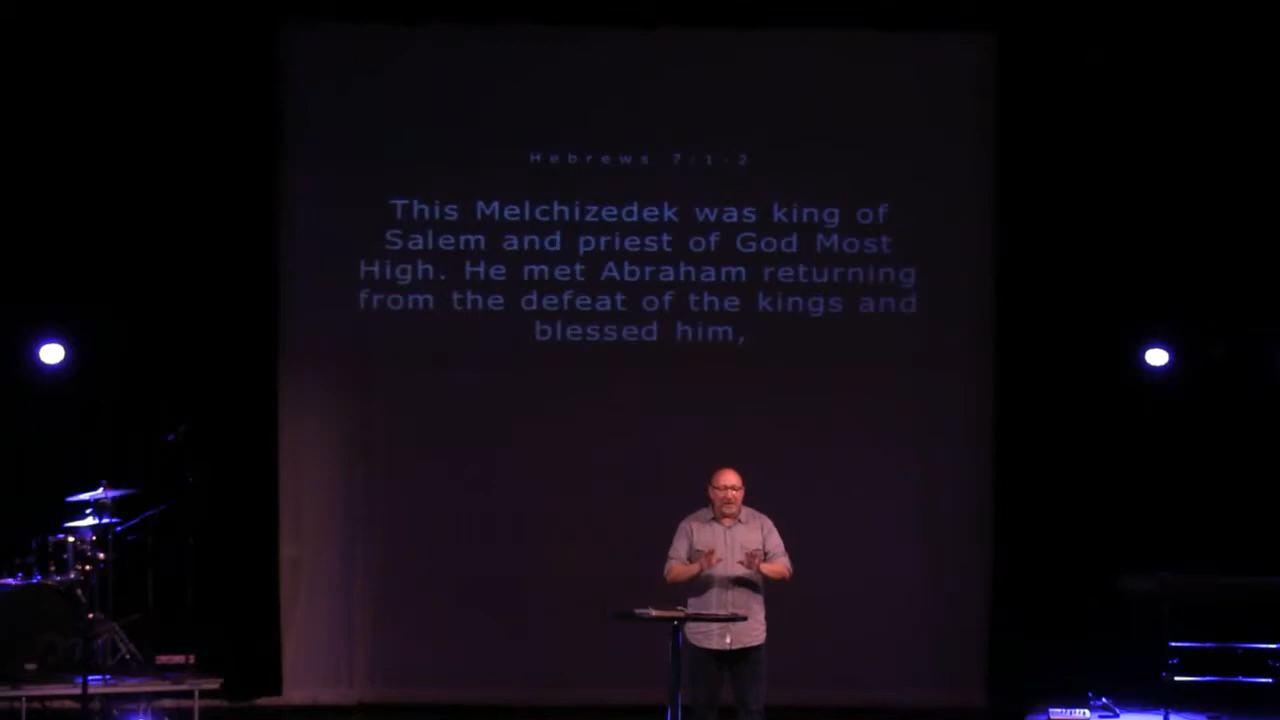 Hebrews 7:1-2
This Melchizedek was king of
Salem and priest of God Most
High. He met Abraham returning
from the defeat of the kings and
blessed him,